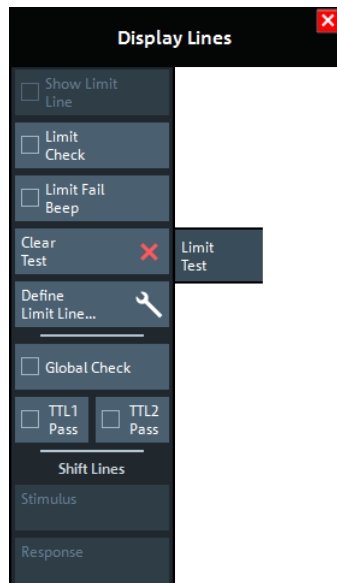 Display Lines
Show Limit
Line
Limit
Check
Limit Fail
Beep
Clear
Test
Limit
Test
Define
Limit Line...
Global Check
TTL1
Pass
TTL2
Pass
Shift Lines
Stimulus
Response